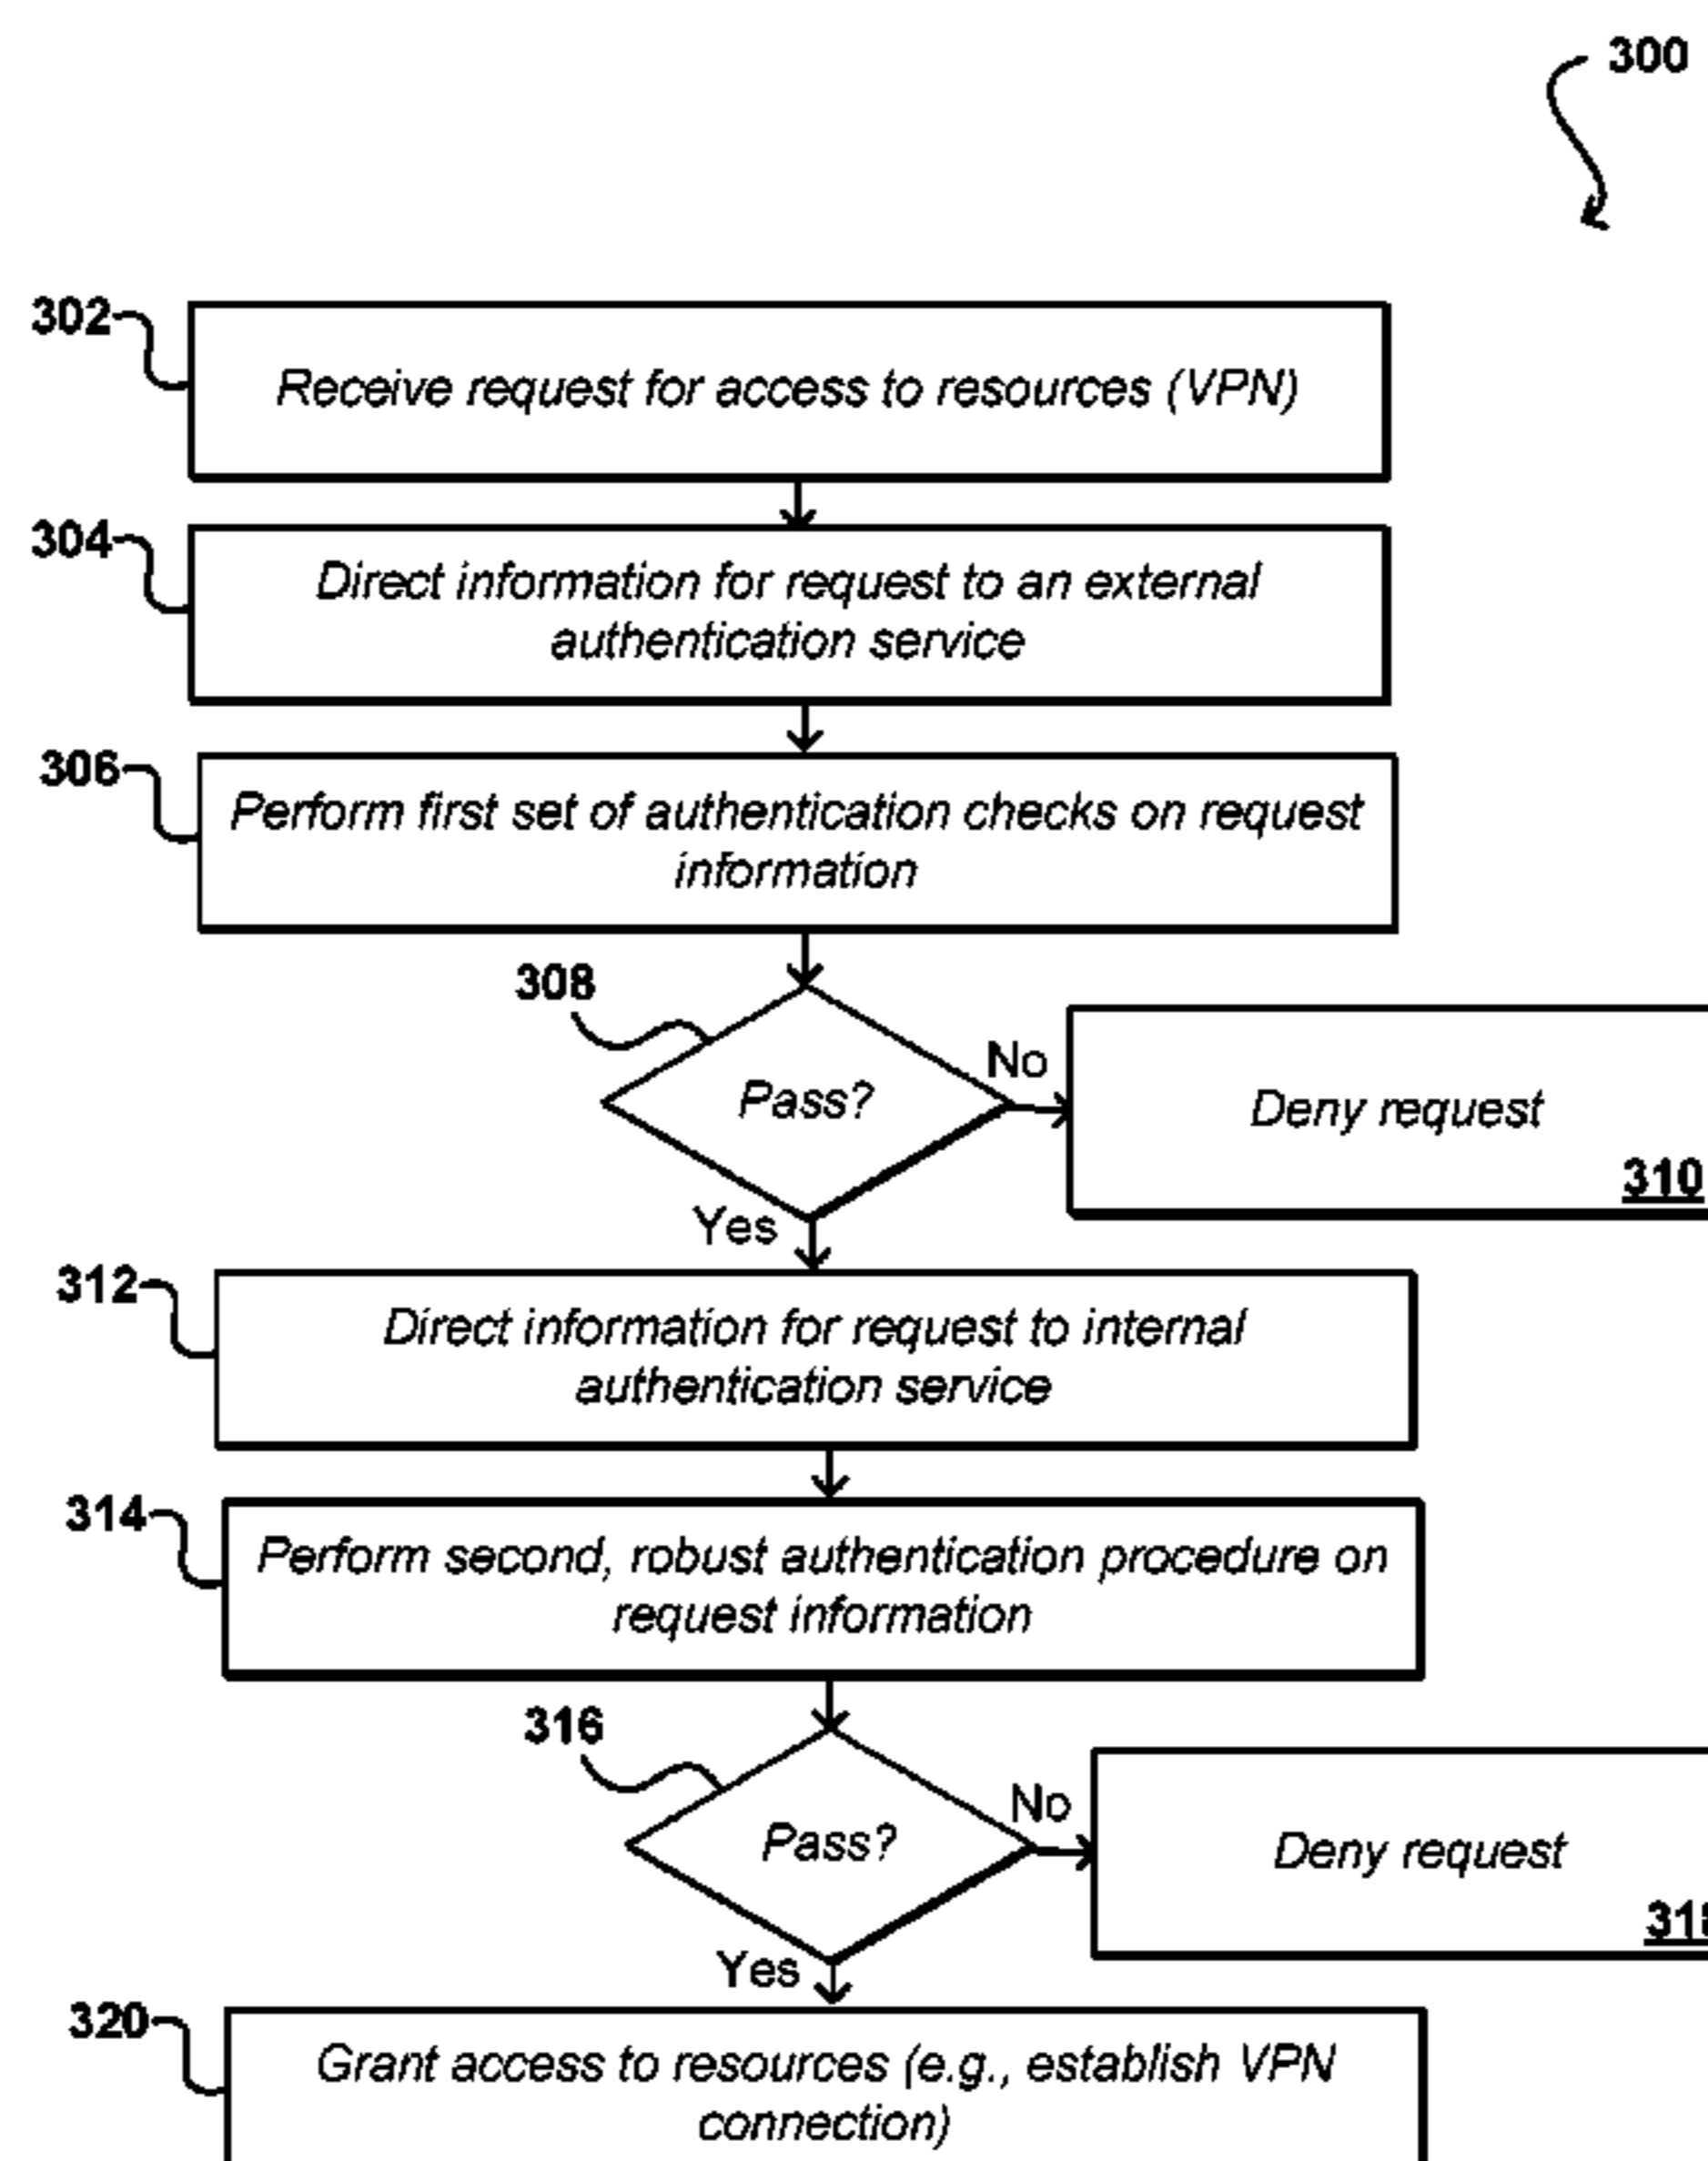 300
302
Receive request for access to resources (VPN)
304
Direct information for request to an external
authentication service
306
Perform first set of authentication checks on request
information
308
Pass?
No
Deny request
310
Yes
312
Direct information for request to internal
authentication service
314
Perform second, robust authentication procedure on
request information
316
Pass?
No
Deny request
Yes
320
Grant access to resources (e.g., establish VPN
connection)